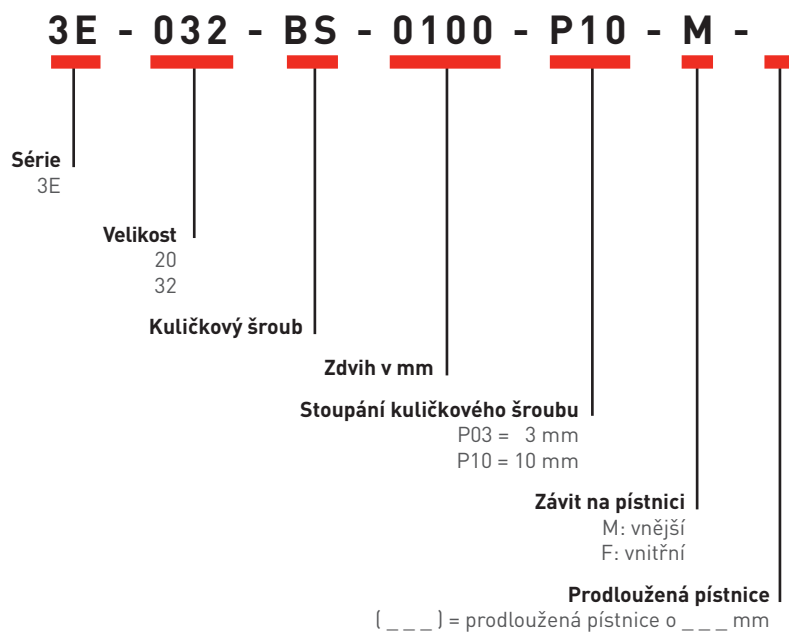 3E - 032 - BS - 0100 - P10 - M -
Série
3E
Velikost
20
32
Kuličkový šroub
Zdvih v mm
Stoupání kuličkového šroubu
P03 = 3 mm
P10 = 10 mm
Závit na pístnici
M: vnější
F: vnitřní
Prodloužená pístnice
( _ _ _ ) = prodloužená pístnice o _ _ _ mm